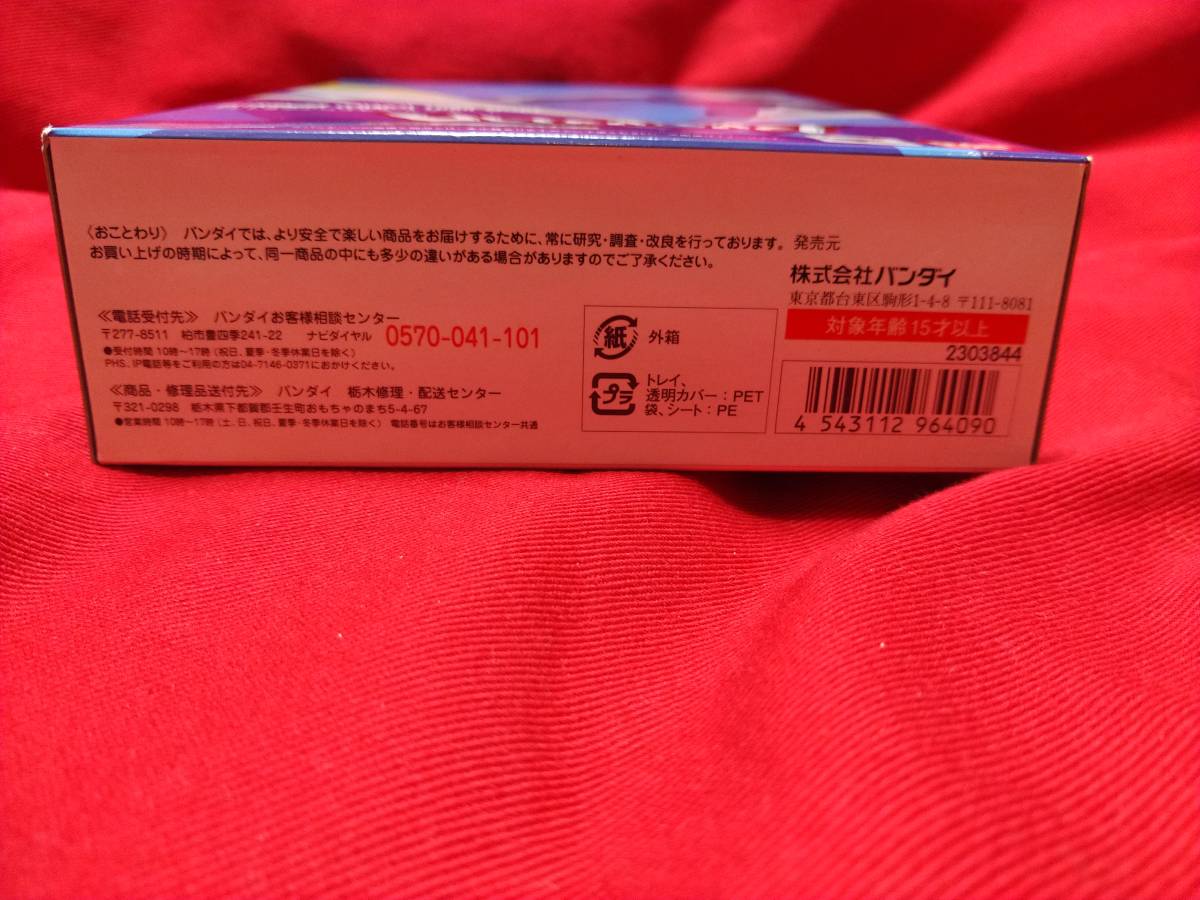 〈おことわり〉 バンダイでは、より安全で楽しい商品をお届けするために、常に研究・調査・改良を行っております。
お買い上げの時期によって、同一商品の中にも多少の違いがある場合がありますのでご了承ください。
≪電話受付先≫ バンダイお客様相談センター
〒277-8511 柏市豊四季241-22 ナビダイヤル 0570-041-101
●受付時間 10時〜17時(祝日、夏季・冬季休業日を除く)
PHS、IP電話等をご利用の方は04-7146-0371におかけください。
≪商品・修理品送付先≫ バンダイ 栃木修理・配送センター
〒321-0298 栃木県下都賀郡壬生町おもちゃのまち5-4-67
●営業時間 10時〜17時(土、日、祝日、夏季・冬季休業日を除く) 電話番号はお客様相談センター共通
紙 外箱
プラ トレイ、
透明カバー：PET
袋、シート：PE
発売元
株式会社バンダイ
東京都台東区駒形1-4-8 〒111-8081
対象年齢 15才以上
2303844
4 543112 964090